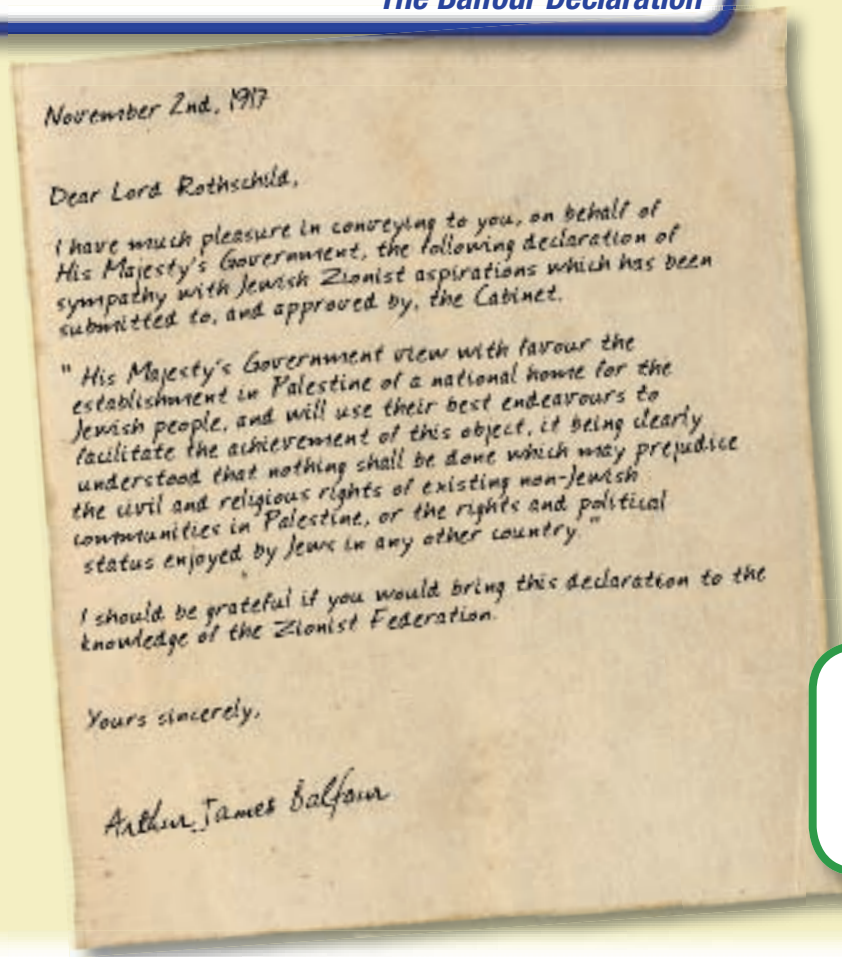 The Balfour Declaration
November 2nd, 1917
Dear Lord Rothschild,
I have much pleasure in conveying to you, on behalf of
His Majesty's Government, the following declaration of
sympathy with Jewish Zionist aspirations which has been
submitted to, and approved by, the Cabinet.
" His Majesty's Government view with favour the
establishment in Palestine of a national home for the
Jewish people, and will use their best endeavours to
facilitate the achievement of this object, it being clearly
understood that nothing shall be done which may prejudice
the civil and religious rights of existing non-Jewish
communities in Palestine, or the rights and political
status enjoyed by Jews in any other country."
I should be grateful if you would bring this declaration to the
knowledge of the Zionist Federation.
Yours sincerely,
Arthur James Balfour